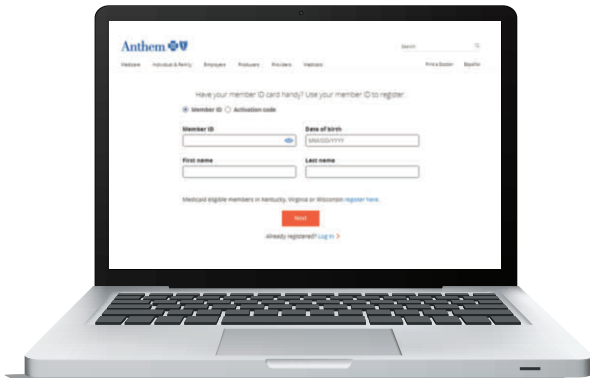 Anthem
Search
Medicare Individual & Family Employers Producers Providers Medicaid Find a Doctor Español
Have your member ID card handy? Use your member ID to register.
Member ID Activation code
Member ID Date of birth
MM/DD/YYYY
First name Last name
Medicaid eligible members in Kentucky, Virginia or Wisconsin register here.
Next
Already registered? Log in >